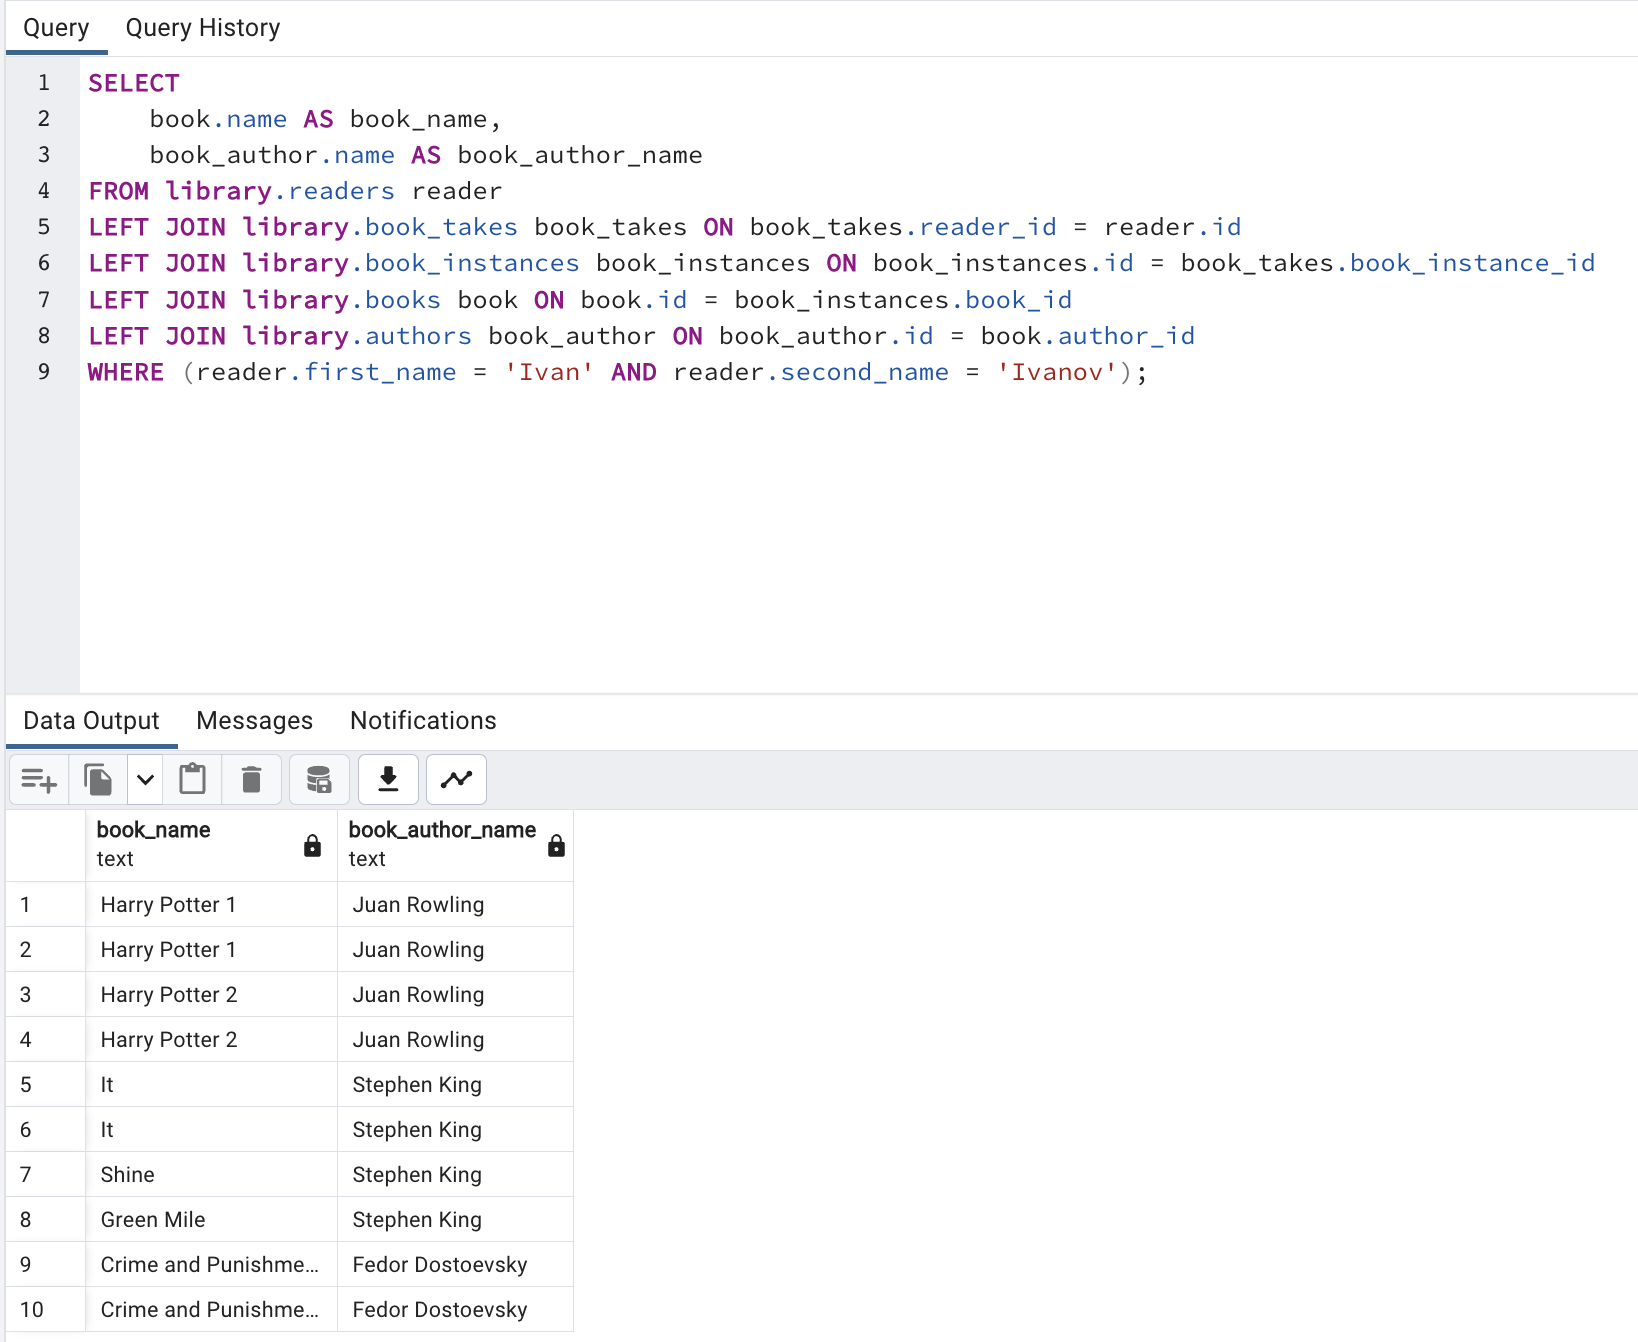 Query Query History
1 SELECT
2 book.name AS book_name,
3 book_author.name AS book_author_name
4 FROM library.readers reader
5 LEFT JOIN library.book_takes book_takes ON book_takes.reader_id = reader.id
6 LEFT JOIN library.book_instances book_instances ON book_instances.id = book_takes.book_instance_id
7 LEFT JOIN library.books book ON book.id = book_instances.book_id
8 LEFT JOIN library.authors book_author ON book_author.id = book.author_id
9 WHERE (reader.first_name = 'Ivan' AND reader.second_name = 'Ivanov');
Data Output Messages Notifications
book_name book_author_name
text text
1 Harry Potter 1 Juan Rowling
2 Harry Potter 1 Juan Rowling
3 Harry Potter 2 Juan Rowling
4 Harry Potter 2 Juan Rowling
5 It Stephen King
6 It Stephen King
7 Shine Stephen King
8 Green Mile Stephen King
9 Crime and Punishme... Fedor Dostoevsky
10 Crime and Punishme... Fedor Dostoevsky